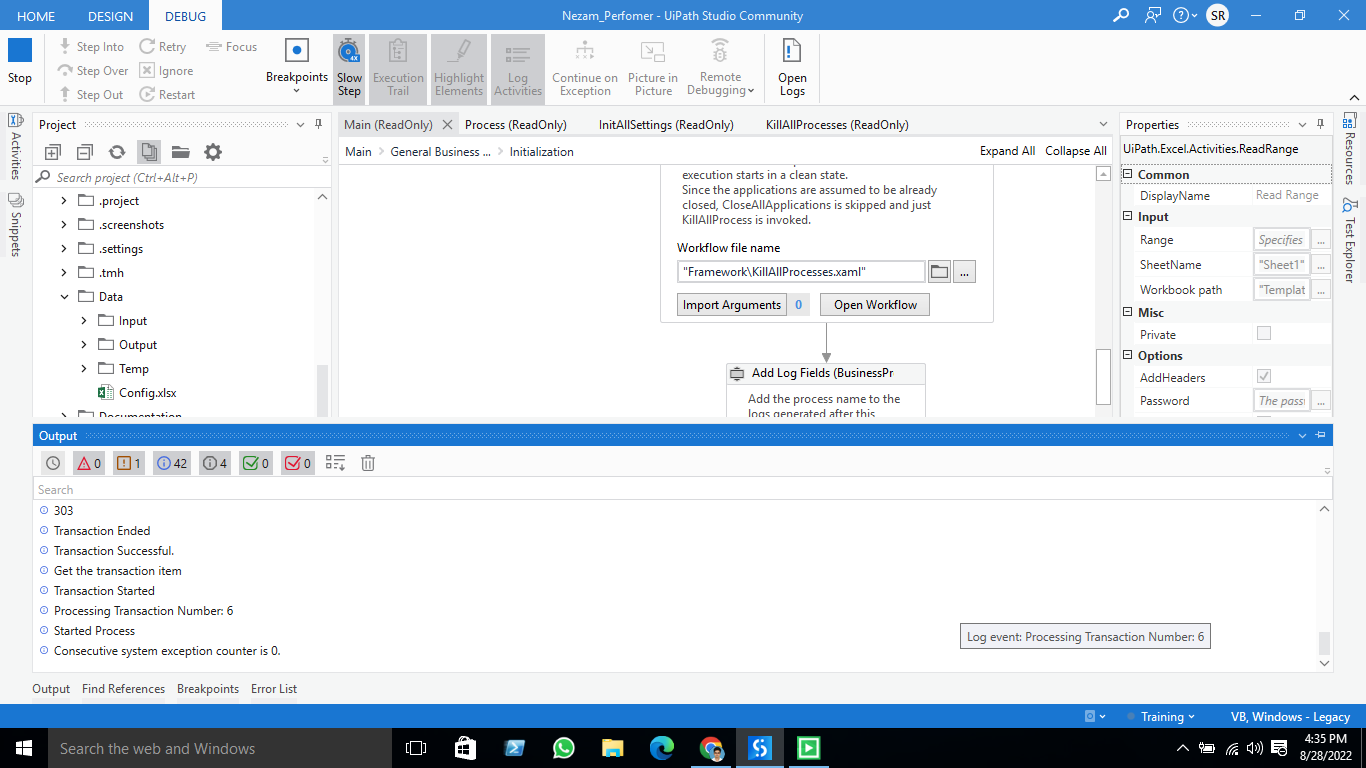 HOME DESIGN DEBUG Nezam_Perfomer - UiPath Studio Community SR
Stop
Step Into
Step Over
Step Out
Retry
Ignore
Restart
Focus
Breakpoints
Slow Step
4X
Execution Trail
Highlight Elements
Log Activities
Continue on Exception
Picture in Picture
Remote Debugging
Open Logs
Activities
Snippets
Project
Search project (Ctrl+Alt+P)
.project
.screenshots
.settings
.tmh
Data
Input
Output
Temp
Config.xlsx
Documentation
Main (ReadOnly) Process (ReadOnly) InitAllSettings (ReadOnly) KillAllProcesses (ReadOnly)
Main > General Business ... > Initialization Expand All Collapse All
execution starts in a clean state.
Since the applications are assumed to be already
closed, CloseAllApplications is skipped and just
KillAllProcess is invoked.
Workflow file name
"Framework\KillAllProcesses.xaml" ...
Import Arguments 0 Open Workflow
Add Log Fields (BusinessPr
Add the process name to the
logs generated after this
Properties
UiPath.Excel.Activities.ReadRange
Common
DisplayName Read Range
Input
Range Specifies ...
SheetName "Sheet1" ...
Workbook path "Templat ...
Misc
Private
Options
AddHeaders
Password The pass ...
Resources
Test Explorer
Output
0 1 42 4 0 0
Search
303
Transaction Ended
Transaction Successful.
Get the transaction item
Transaction Started
Processing Transaction Number: 6
Started Process
Consecutive system exception counter is 0.
Log event: Processing Transaction Number: 6
Output Find References Breakpoints Error List
Training VB, Windows - Legacy
Search the web and Windows
4:35 PM
8/28/2022